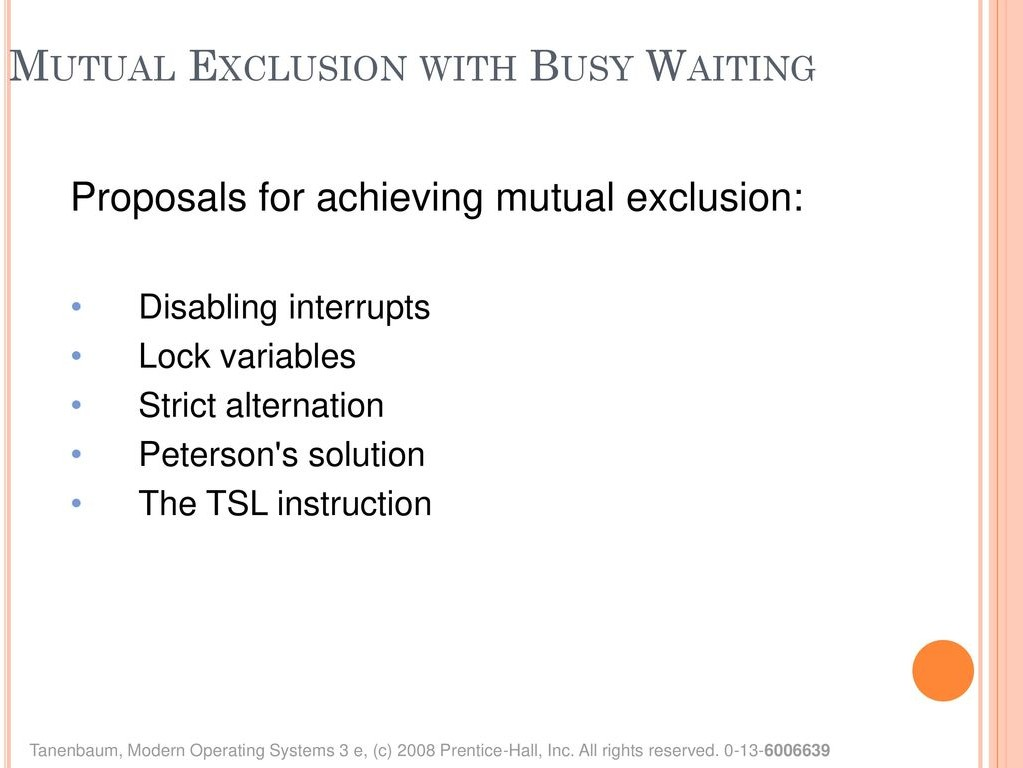 Mutual Exclusion with Busy Waiting
Proposals for achieving mutual exclusion:
• Disabling interrupts
• Lock variables
• Strict alternation
• Peterson's solution
• The TSL instruction
Tanenbaum, Modern Operating Systems 3 e, (c) 2008 Prentice-Hall, Inc. All rights reserved. 0-13-6006639